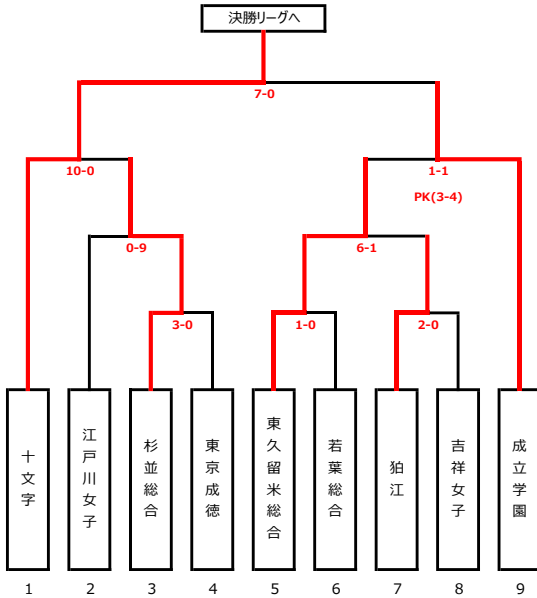 決勝リーグへ
7-0
10-0
1-1
PK(3-4)
0-9
6-1
3-0
1-0
2-0
十文字
江戸川女子
杉並総合
東京成徳
東久留米総合
若葉総合
狛江
吉祥女子
成立学園
1
2
3
4
5
6
7
8
9